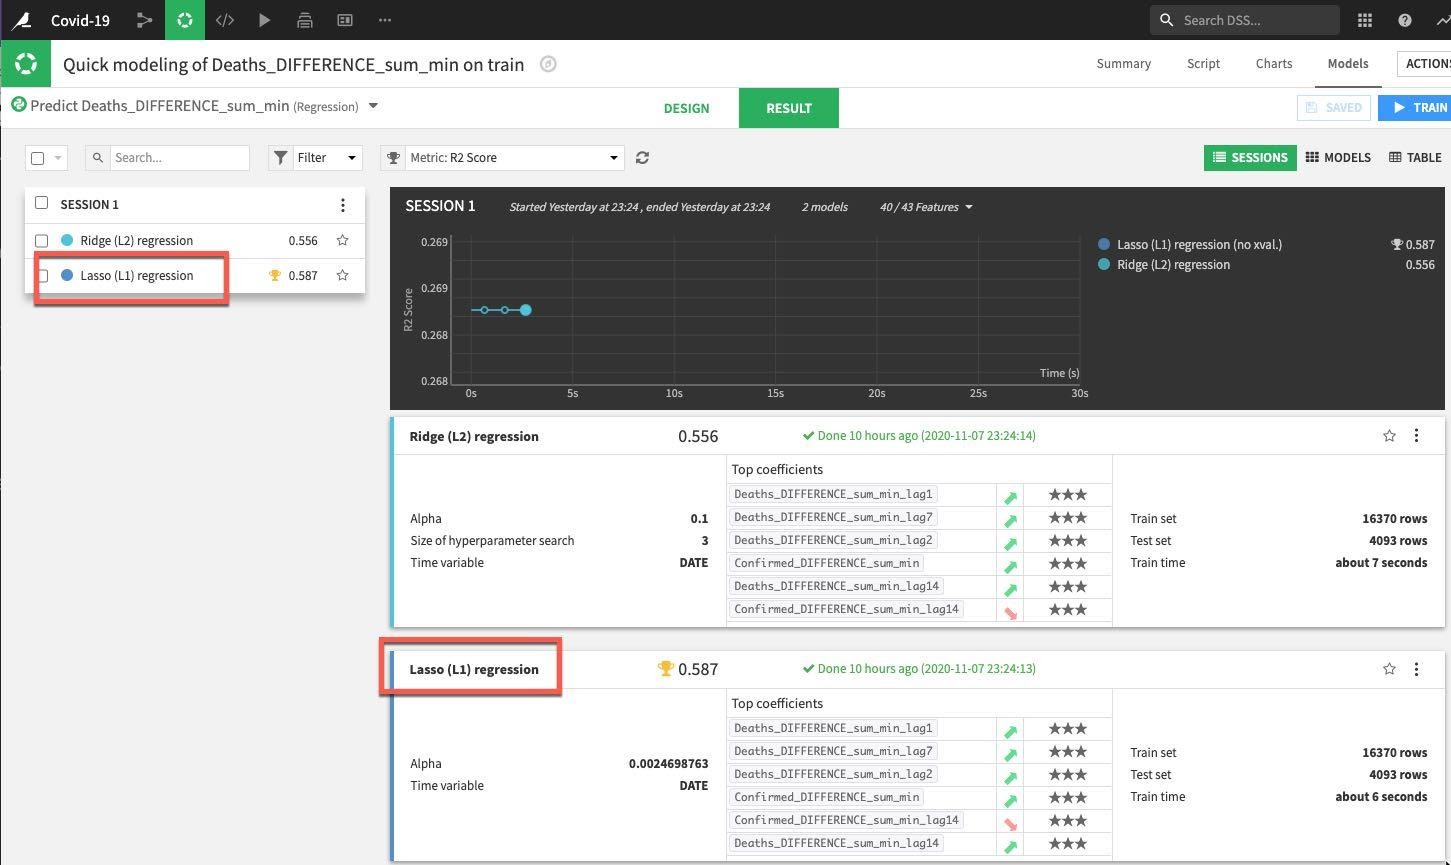 Covid-19
</>
...
Search DSS...
Quick modeling of Deaths_DIFFERENCE_sum_min on train
Summary Script Charts Models ACTIONS
Predict Deaths_DIFFERENCE_sum_min (Regression)
DESIGN RESULT
SAVED TRAIN
Search... Filter Metric: R2 Score
SESSIONS MODELS TABLE
SESSION 1
Ridge (L2) regression 0.556
Lasso (L1) regression 0.587
SESSION 1 Started Yesterday at 23:24 , ended Yesterday at 23:24 2 models 40 / 43 Features
R2 Score
0.269
0.269
0.268
0.268
Time (s)
0s 5s 10s 15s 20s 25s 30s
Lasso (L1) regression (no xval.) 0.587
Ridge (L2) regression 0.556
Ridge (L2) regression 0.556 Done 10 hours ago (2020-11-07 23:24:14)
Alpha 0.1
Size of hyperparameter search 3
Time variable DATE
Top coefficients
Deaths_DIFFERENCE_sum_min_lag1 ★★★
Deaths_DIFFERENCE_sum_min_lag7 ★★★
Deaths_DIFFERENCE_sum_min_lag2 ★★★
Confirmed_DIFFERENCE_sum_min ★★★
Deaths_DIFFERENCE_sum_min_lag14 ★★★
Confirmed_DIFFERENCE_sum_min_lag14 ★★★
Train set 16370 rows
Test set 4093 rows
Train time about 7 seconds
Lasso (L1) regression 0.587 Done 10 hours ago (2020-11-07 23:24:13)
Alpha 0.0024698763
Time variable DATE
Top coefficients
Deaths_DIFFERENCE_sum_min_lag1 ★★★
Deaths_DIFFERENCE_sum_min_lag7 ★★★
Deaths_DIFFERENCE_sum_min_lag2 ★★★
Confirmed_DIFFERENCE_sum_min ★★★
Confirmed_DIFFERENCE_sum_min_lag14 ★★★
Deaths_DIFFERENCE_sum_min_lag14 ★★★
Train set 16370 rows
Test set 4093 rows
Train time about 6 seconds